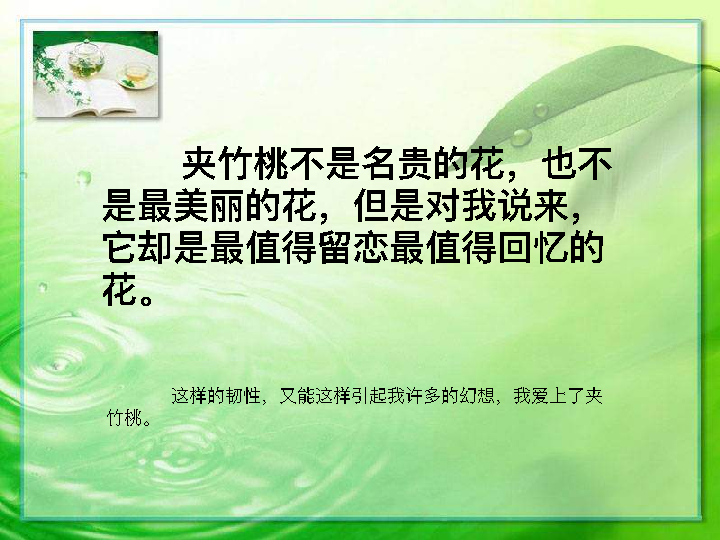 夹竹桃不是名贵的花，也不
是最美丽的花，但是对我说来，
它却是最值得留恋最值得回忆的
花。
这样的韧性，又能这样引起我许多的幻想，我爱上了夹
竹桃。